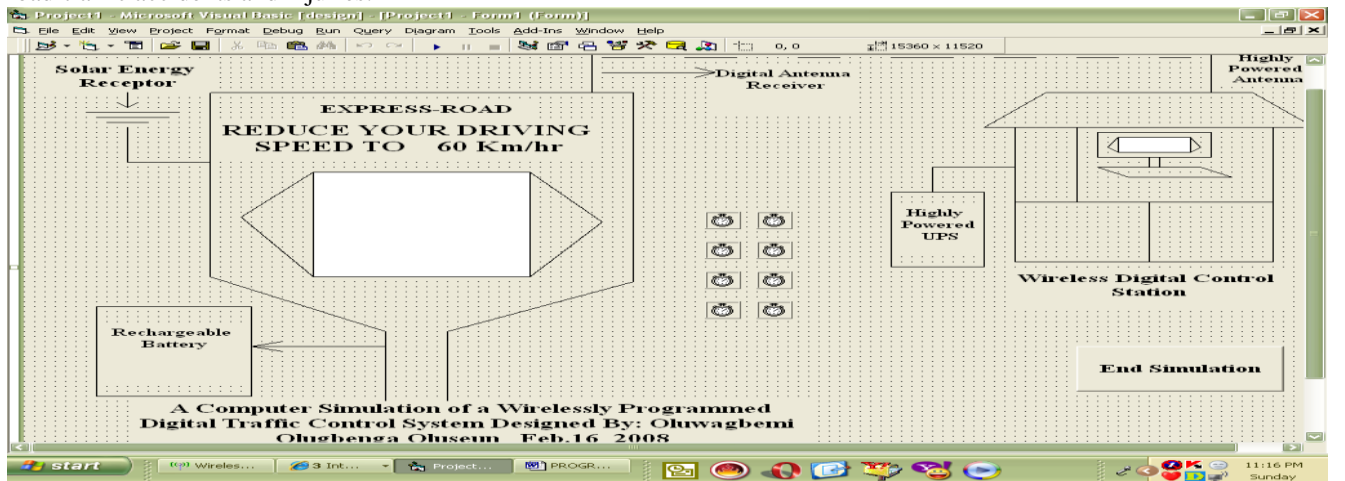 Project1 - Microsoft Visual Basic [design] - [Project1 - Form1 (Form)]
File Edit View Project Format Debug Run Query Diagram Tools Add-Ins Window Help
0, 0 15360 × 11520
Solar Energy
Receptor
Digital Antenna
Receiver
Highly
Powered
Antenna
EXPRESS-ROAD
REDUCE YOUR DRIVING
SPEED TO 60 Km/hr
Highly
Powered
UPS
Wireless Digital Control
Station
Rechargeable
Battery
End Simulation
A Computer Simulation of a Wirelessly Programmed
Digital Traffic Control System Designed By: Oluwagbemi
Olugbenga Oluseun Feb.16 2008
start Wireles... 3 Int... Project... PROGR... 11:16 PM
Sunday